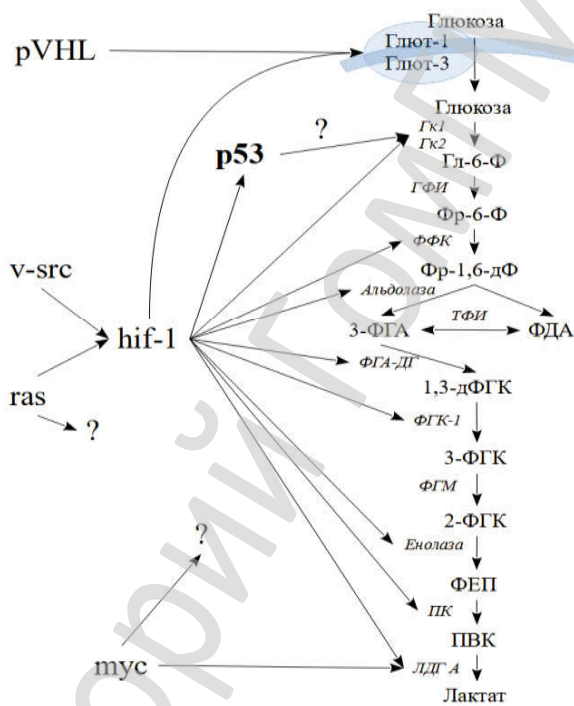 Глюкоза
pVHL
Глют-1
Глют-3
Глюкоза
?
Гк1
Гк2
p53
Гл-6-Ф
ГФИ
Фр-6-Ф
ФФК
v-src
Фр-1,6-дФ
Альдолаза
ТФИ
hif-1
3-ФГА
ФДА
ФГА-ДГ
ras
1,3-дФГК
?
ФГК-1
3-ФГК
ФГМ
2-ФГК
?
Енолаза
ФЕП
ПК
ПВК
myc
ЛДГ А
Лактат